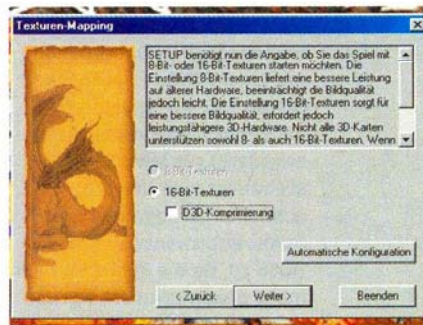 Texturen-Mapping
SETUP benötigt nun die Angabe, ob Sie das Spiel mit
8-Bit- oder 16-Bit-Texturen starten möchten. Die
Einstellung 8-Bit-Texturen liefert eine bessere Leistung
auf älterer Hardware, beeinträchtigt die Bildqualität
jedoch leicht. Die Einstellung 16-Bit-Texturen sorgt für
eine bessere Bildqualität, erfordert jedoch
leistungsfähigere 3D-Hardware. Nicht alle 3D-Karten
unterstützen sowohl 8- als auch 16-Bit-Texturen. Wenn
8-Bit-Texturen
16-Bit-Texturen
D3D-Komprimierung
Automatische Konfiguration
< Zurück
Weiter >
Beenden